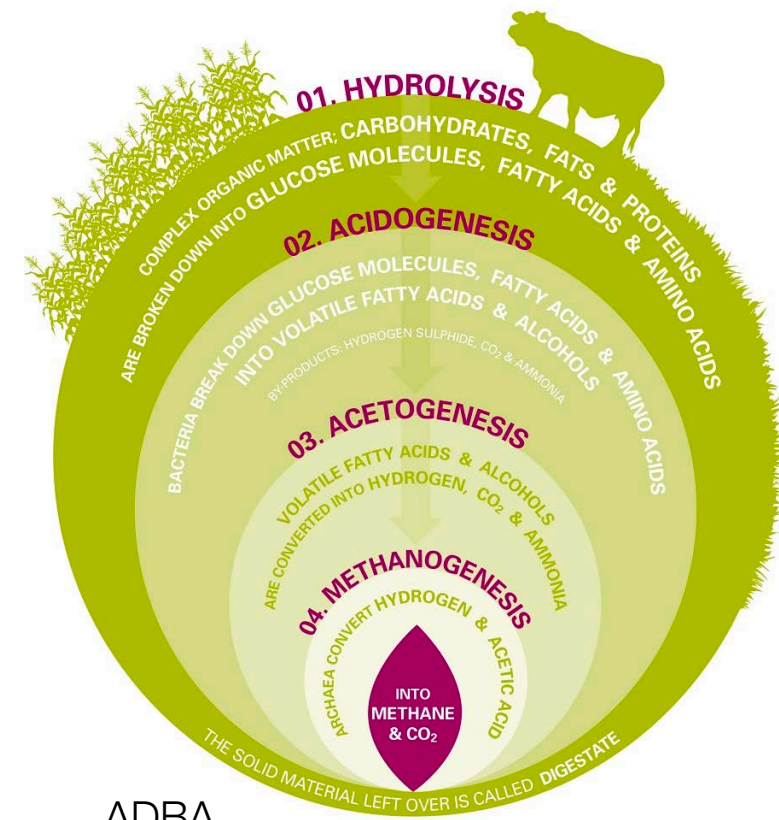 01. HYDROLYSIS
COMPLEX ORGANIC MATTER; CARBOHYDRATES, FATS & PROTEINS
ARE BROKEN DOWN INTO GLUCOSE MOLECULES, FATTY ACIDS & AMINO ACIDS
02. ACIDOGENESIS
BACTERIA BREAK DOWN GLUCOSE MOLECULES, FATTY ACIDS & AMINO ACIDS
INTO VOLATILE FATTY ACIDS & ALCOHOLS
BY-PRODUCTS: HYDROGEN SULPHIDE, CO₂ & AMMONIA
03. ACETOGENESIS
VOLATILE FATTY ACIDS & ALCOHOLS
ARE CONVERTED INTO HYDROGEN, CO₂ & AMMONIA
04. METHANOGENESIS
ARCHAEA CONVERT HYDROGEN & ACETIC ACID
INTO
METHANE
& CO₂
THE SOLID MATERIAL LEFT OVER IS CALLED DIGESTATE
ADBA